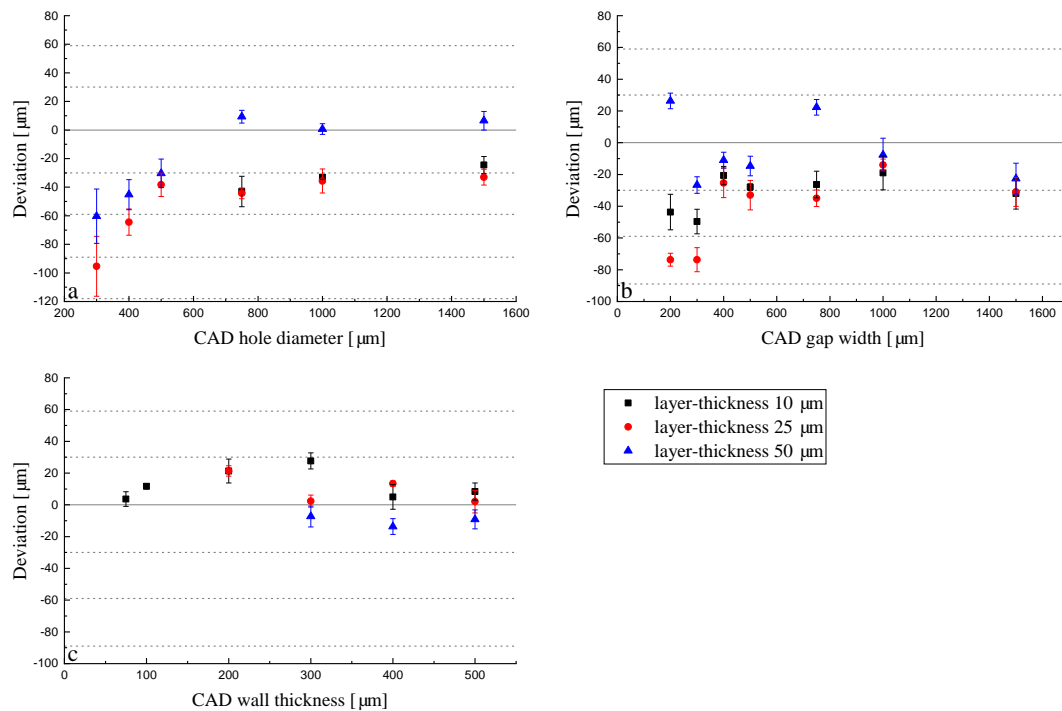 80
60
40
20
0
-20
-40
-60
-80
-100
-120
Deviation [µm]
a
200 400 600 800 1000 1200 1400 1600
CAD hole diameter [µm]
80
60
40
20
0
-20
-40
-60
-80
-100
Deviation [µm]
b
0 200 400 600 800 1000 1200 1400 1600
CAD gap width [µm]
80
60
40
20
0
-20
-40
-60
-80
-100
Deviation [µm]
c
0 100 200 300 400 500
CAD wall thickness [µm]
layer-thickness 10 µm
layer-thickness 25 µm
layer-thickness 50 µm